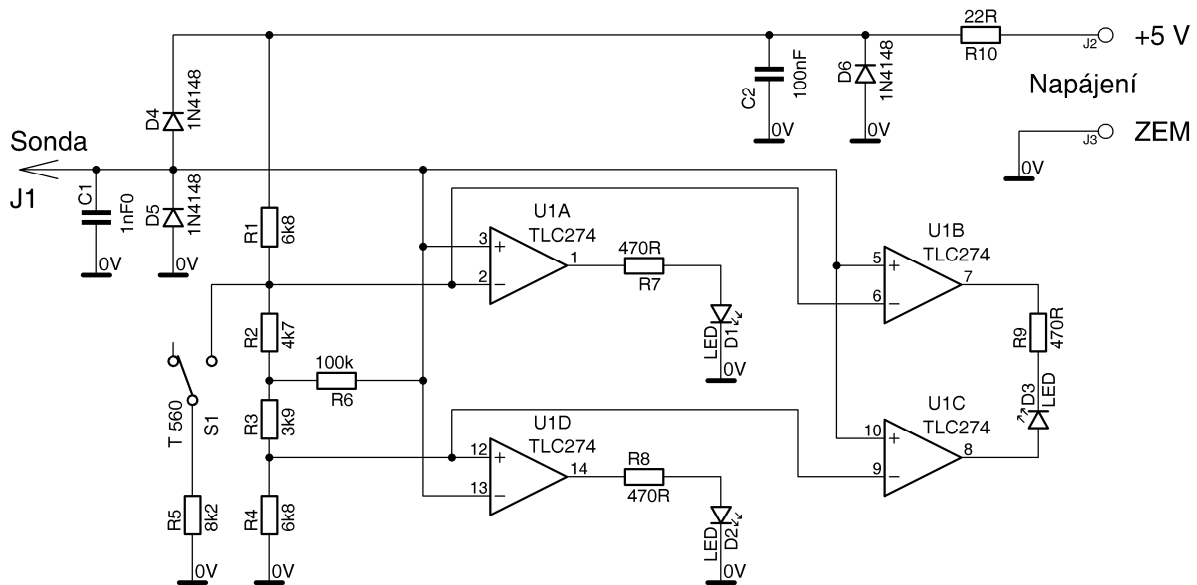 22R
R10
J2
+5 V
Napájení
J3
ZEM
0V
D6
1N4148
0V
C2
100nF
0V
D4
1N4148
Sonda
J1
C1
1nF0
0V
D5
1N4148
0V
R1
6k8
R2
4k7
100k
R6
R3
3k9
R4
6k8
0V
T 560
S1
R5
8k2
0V
U1A
TLC274
3
+
2
−
1
470R
R7
LED
D1
0V
U1D
TLC274
12
+
13
−
14
R8
470R
LED
D2
0V
U1B
TLC274
5
+
6
−
7
R9
470R
D3
LED
U1C
TLC274
10
+
9
−
8